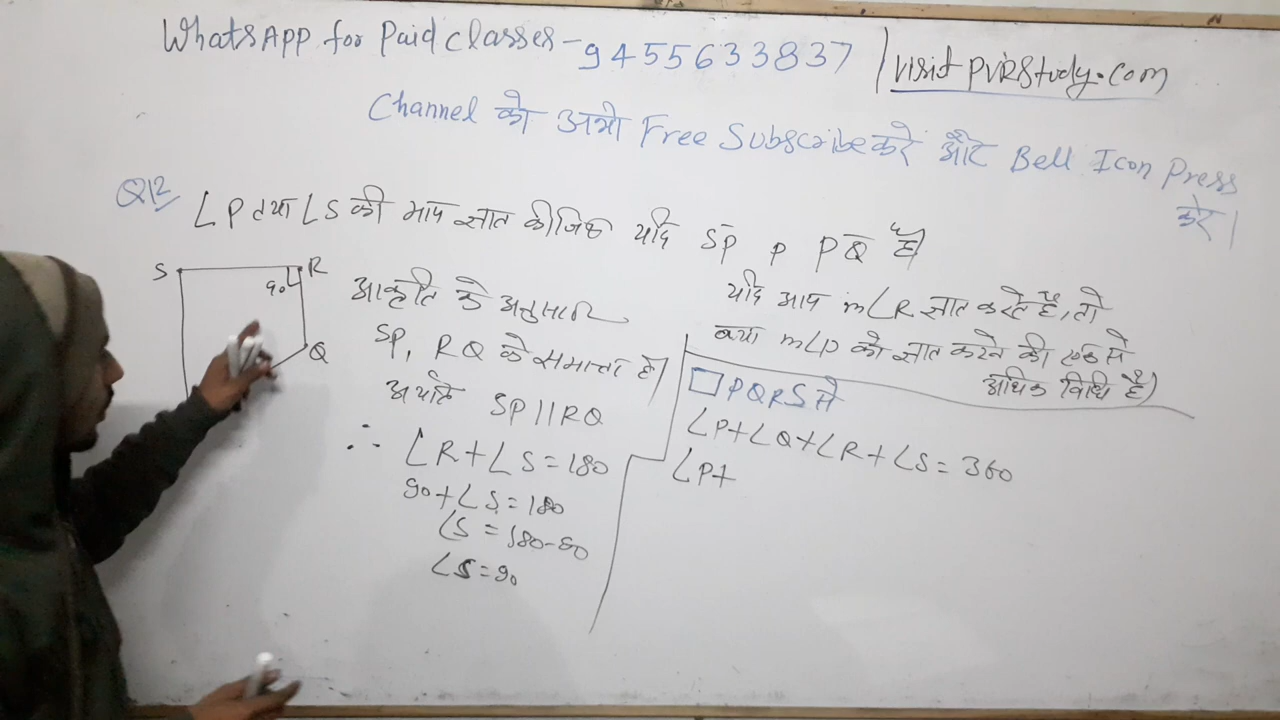 WhatsApp for Paid Classes - 9455633837 / visit PVRStudy.com
Channel को अभी Free Subscribe करें और Bell Icon Press
करें।
Q12 ∠P तथा ∠S की माप ज्ञात कीजिए यदि SP p PQ है।
S R
90
Q
आकृति के अनुसार
SP, RQ के समान्तर है।
अर्थात SP||RQ
∴ ∠R+∠S=180
90+∠S=180
∠S=180-90
∠S=90
यदि आप m∠R ज्ञात करते हैं, तो
क्या m∠P को ज्ञात करने की एक से
अधिक विधि है)
□PQRS में
∠P+∠Q+∠R+∠S=360
∠P+